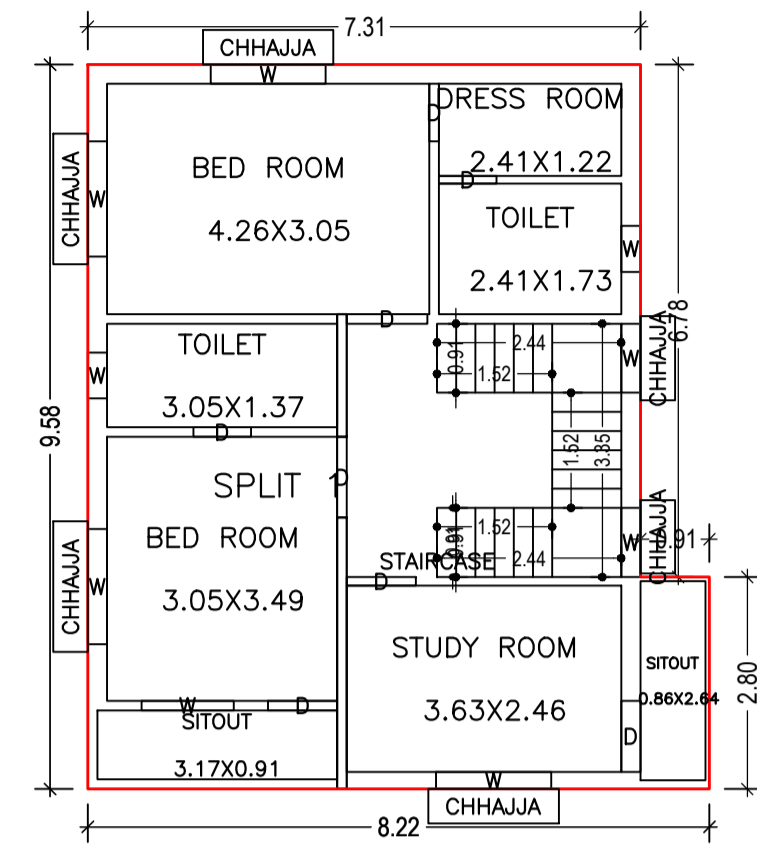 7.31
CHHAJJA
W
DRESS ROOM
D
2.41X1.22
D
BED ROOM
4.26X3.05
CHHAJJA
W
TOILET
2.41X1.73
W
6.78
D
TOILET
3.05X1.37
W
D
0.91
2.44
1.52
W
CHHAJJA
9.58
1.52
3.35
SPLIT 1
D
BED ROOM
3.05X3.49
CHHAJJA
W
0.91
1.52
2.44
W
CHHAJJA
0.91
STAIRCASE
D
STUDY ROOM
3.63X2.46
SITOUT
0.86X2.64
2.80
W
D
SITOUT
3.17X0.91
D
W
CHHAJJA
8.22